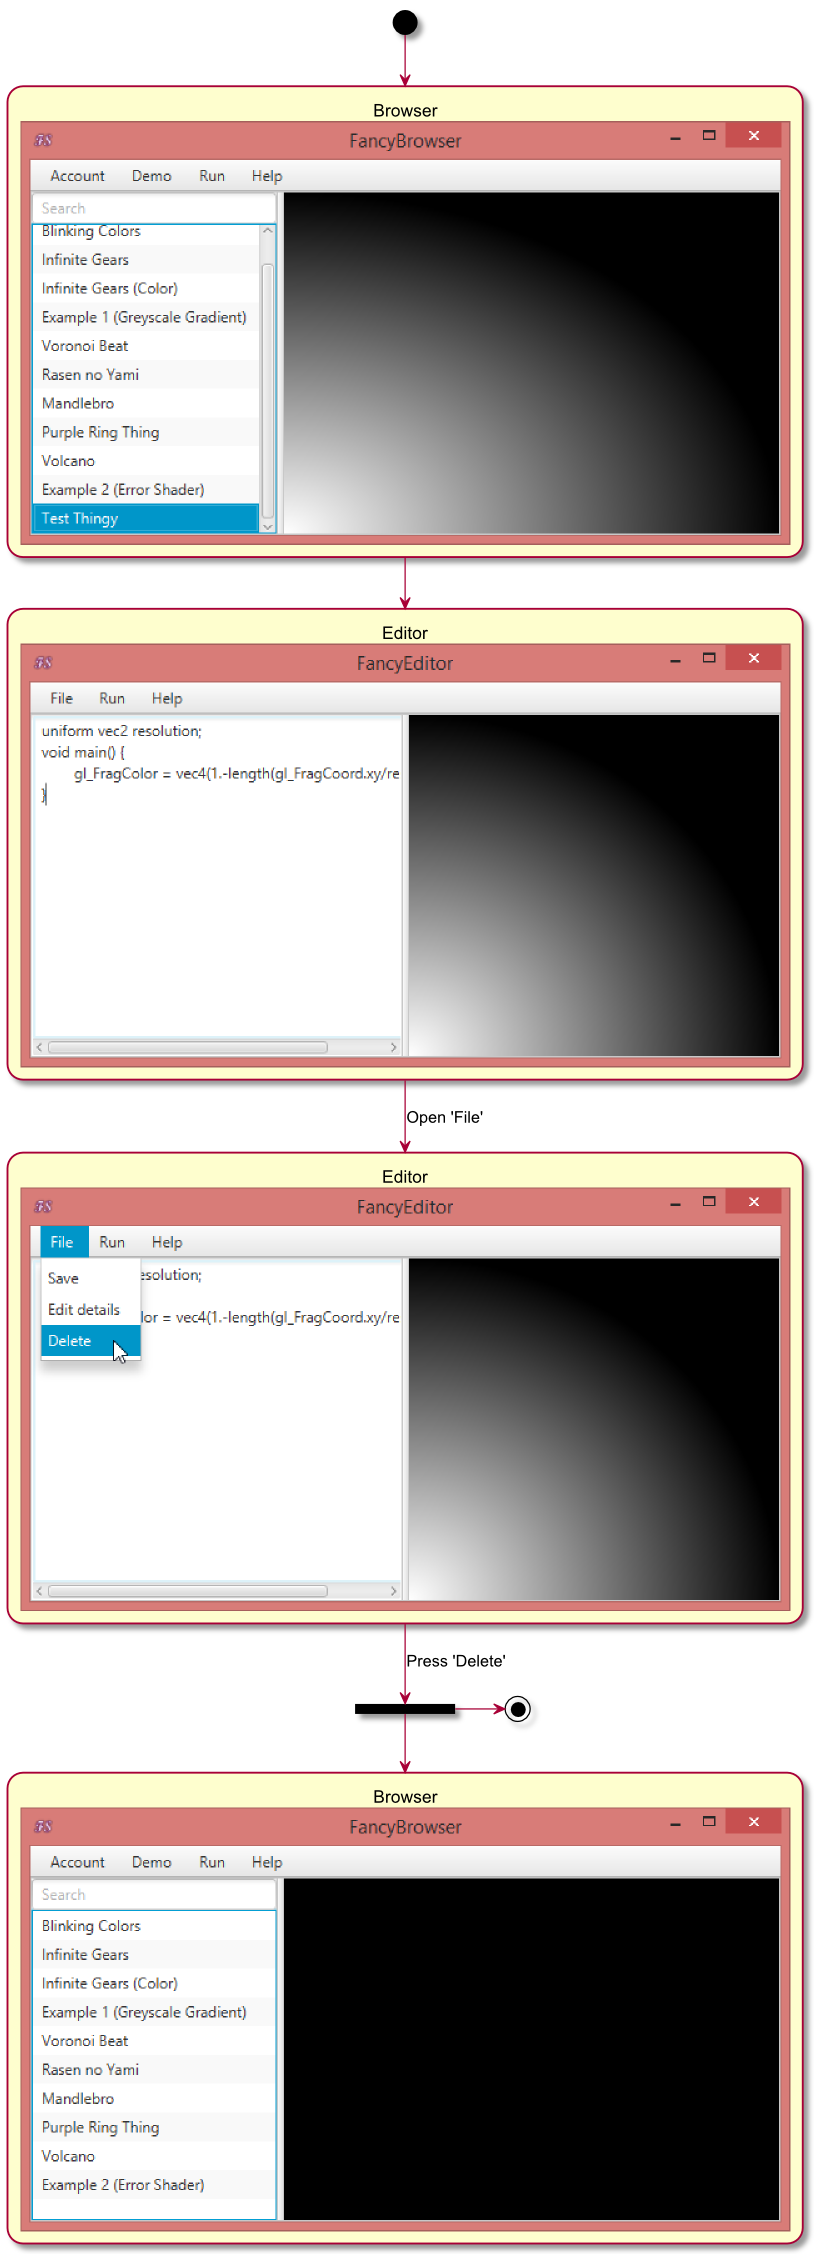 Browser
FancyBrowser
Account Demo Run Help
Search
Blinking Colors
Infinite Gears
Infinite Gears (Color)
Example 1 (Greyscale Gradient)
Voronoi Beat
Rasen no Yami
Mandlebro
Purple Ring Thing
Volcano
Example 2 (Error Shader)
Test Thingy
Editor
FancyEditor
File Run Help
uniform vec2 resolution;
void main() {
gl_FragColor = vec4(1.-length(gl_FragCoord.xy/re
}
Open 'File'
Editor
FancyEditor
File Run Help
Save
esolution;
Edit details
lor = vec4(1.-length(gl_FragCoord.xy/re
Delete
Press 'Delete'
Browser
FancyBrowser
Account Demo Run Help
Search
Blinking Colors
Infinite Gears
Infinite Gears (Color)
Example 1 (Greyscale Gradient)
Voronoi Beat
Rasen no Yami
Mandlebro
Purple Ring Thing
Volcano
Example 2 (Error Shader)